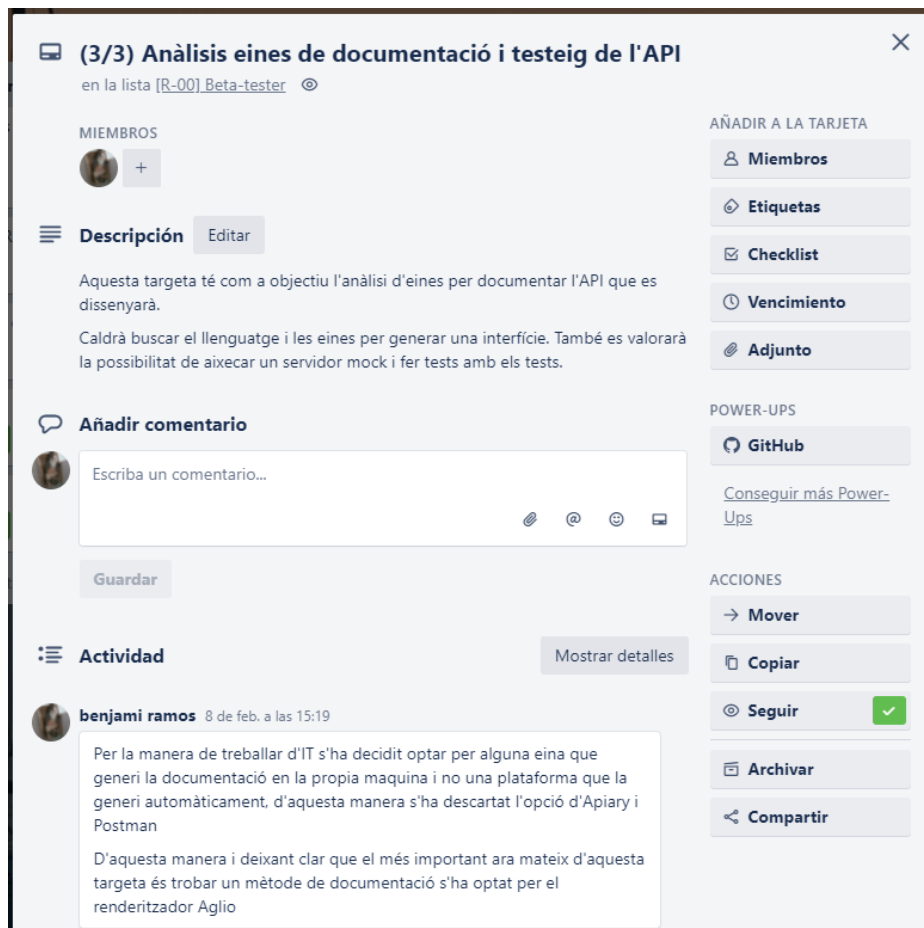 (3/3) Anàlisis eines de documentació i testeig de l'API
en la lista [R-00] Beta-tester
MIEMBROS
+
Descripción Editar
Aquesta targeta té com a objectiu l'anàlisi d'eines per documentar l'API que es
dissenyarà.
Caldrà buscar el llenguatge i les eines per generar una interfície. També es valorarà
la possibilitat de aixecar un servidor mock i fer tests amb els tests.
Añadir comentario
Escriba un comentario...
@
Guardar
Actividad Mostrar detalles
benjami ramos 8 de feb. a las 15:19
Per la manera de treballar d'IT s'ha decidit optar per alguna eina que
generi la documentació en la propia maquina i no una plataforma que la
generi automàticament, d'aquesta manera s'ha descartat l'opció d'Apiary i
Postman
D'aquesta manera i deixant clar que el més important ara mateix d'aquesta
targeta és trobar un mètode de documentació s'ha optat per el
renderitzador Aglio
AÑADIR A LA TARJETA
Miembros
Etiquetas
Checklist
Vencimiento
Adjunto
POWER-UPS
GitHub
Conseguir más Power-
Ups
ACCIONES
Mover
Copiar
Seguir
Archivar
Compartir